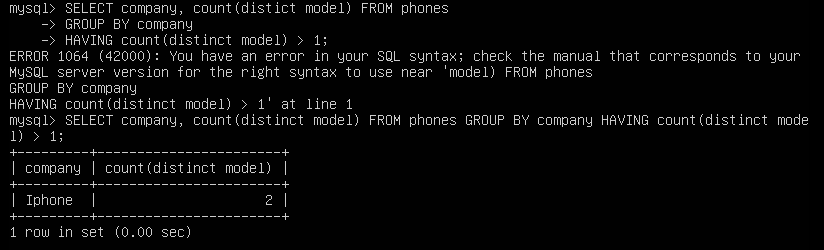 mysql> SELECT company, count(distict model) FROM phones
    -> GROUP BY company
    -> HAVING count(distinct model) > 1;
ERROR 1064 (42000): You have an error in your SQL syntax; check the manual that corresponds to your
MySQL server version for the right syntax to use near 'model) FROM phones
GROUP BY company
HAVING count(distinct model) > 1' at line 1
mysql> SELECT company, count(distinct model) FROM phones GROUP BY company HAVING count(distinct mode
l) > 1;
+---------+-----------------------+
| company | count(distinct model) |
+---------+-----------------------+
| Iphone  |                     2 |
+---------+-----------------------+
1 row in set (0.00 sec)